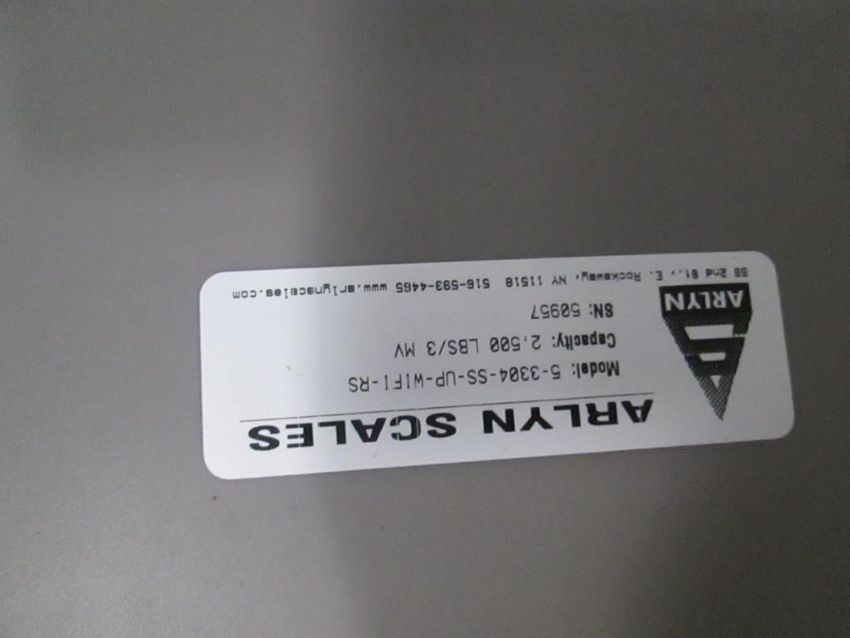 ARLYN SCALES
Model: 5-3304-SS-UP-WIFI-RS
Capacity: 2,500 LBS/3 MV
SN: 50957
ARLYN
59 2nd St., E. Rockaway, NY 11518 516-593-4465 www.arlynscales.com